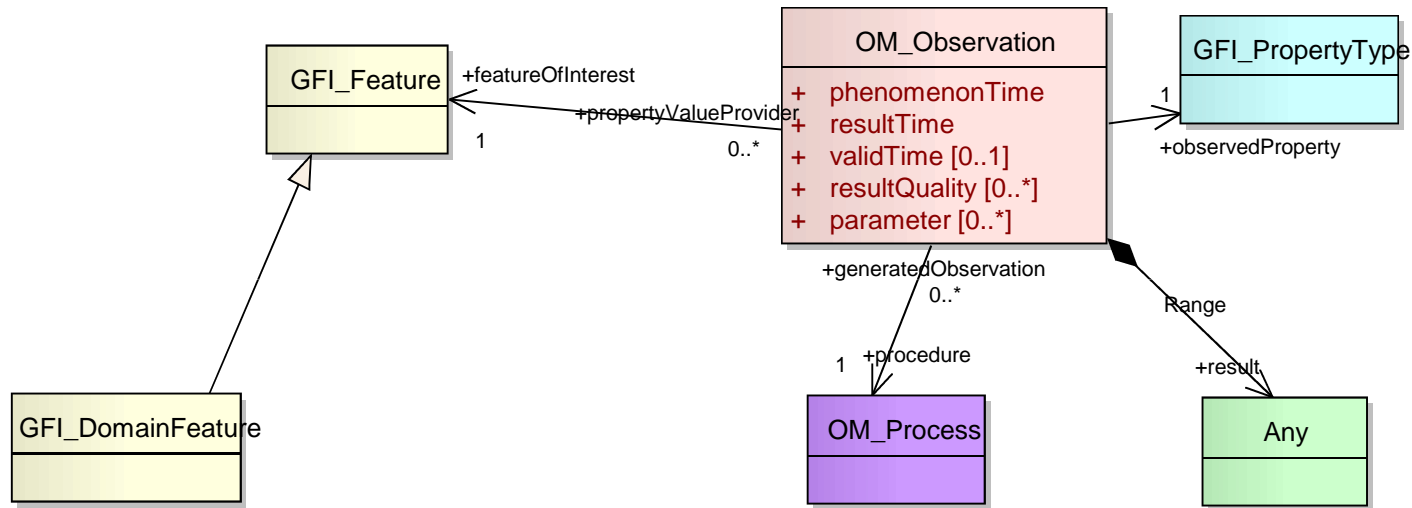 OM_Observation
+ phenomenonTime
+ resultTime
+ validTime [0..1]
+ resultQuality [0..*]
+ parameter [0..*]
GFI_PropertyType
1
+observedProperty
GFI_Feature
+featureOfInterest
1
+propertyValueProvider
0..*
+generatedObservation
0..*
Range
+result
1
+procedure
GFI_DomainFeature
OM_Process
Any